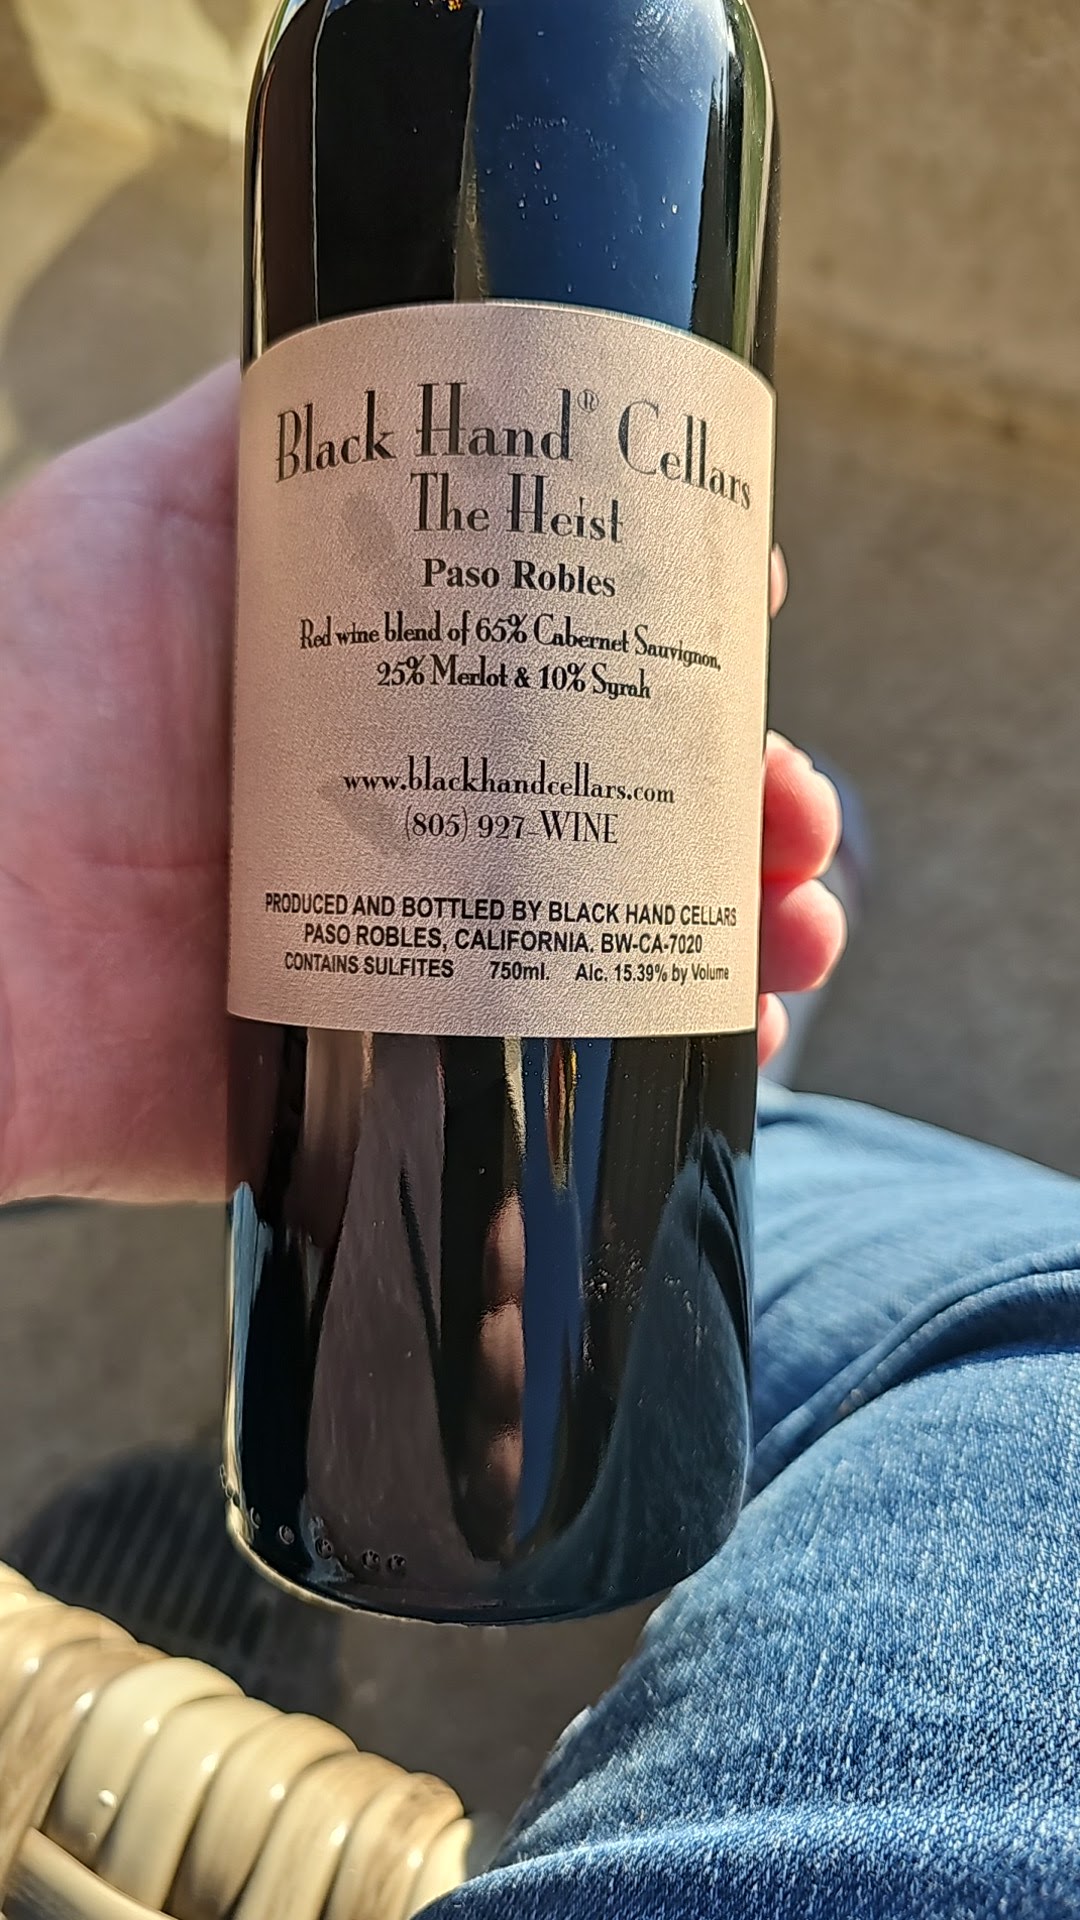 Black Hand® Cellars
The Heist
Paso Robles
Red wine blend of 65% Cabernet Sauvignon,
25% Merlot & 10% Syrah
www.blackhandcellars.com
(805) 927-WINE
PRODUCED AND BOTTLED BY BLACK HAND CELLARS
PASO ROBLES, CALIFORNIA. BW-CA-7020
CONTAINS SULFITES 750ml. Alc. 15.39% by Volume